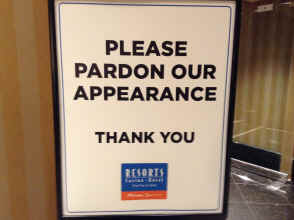 PLEASE
PARDON OUR
APPEARANCE
THANK YOU
RESORTS
Casino · Hotel